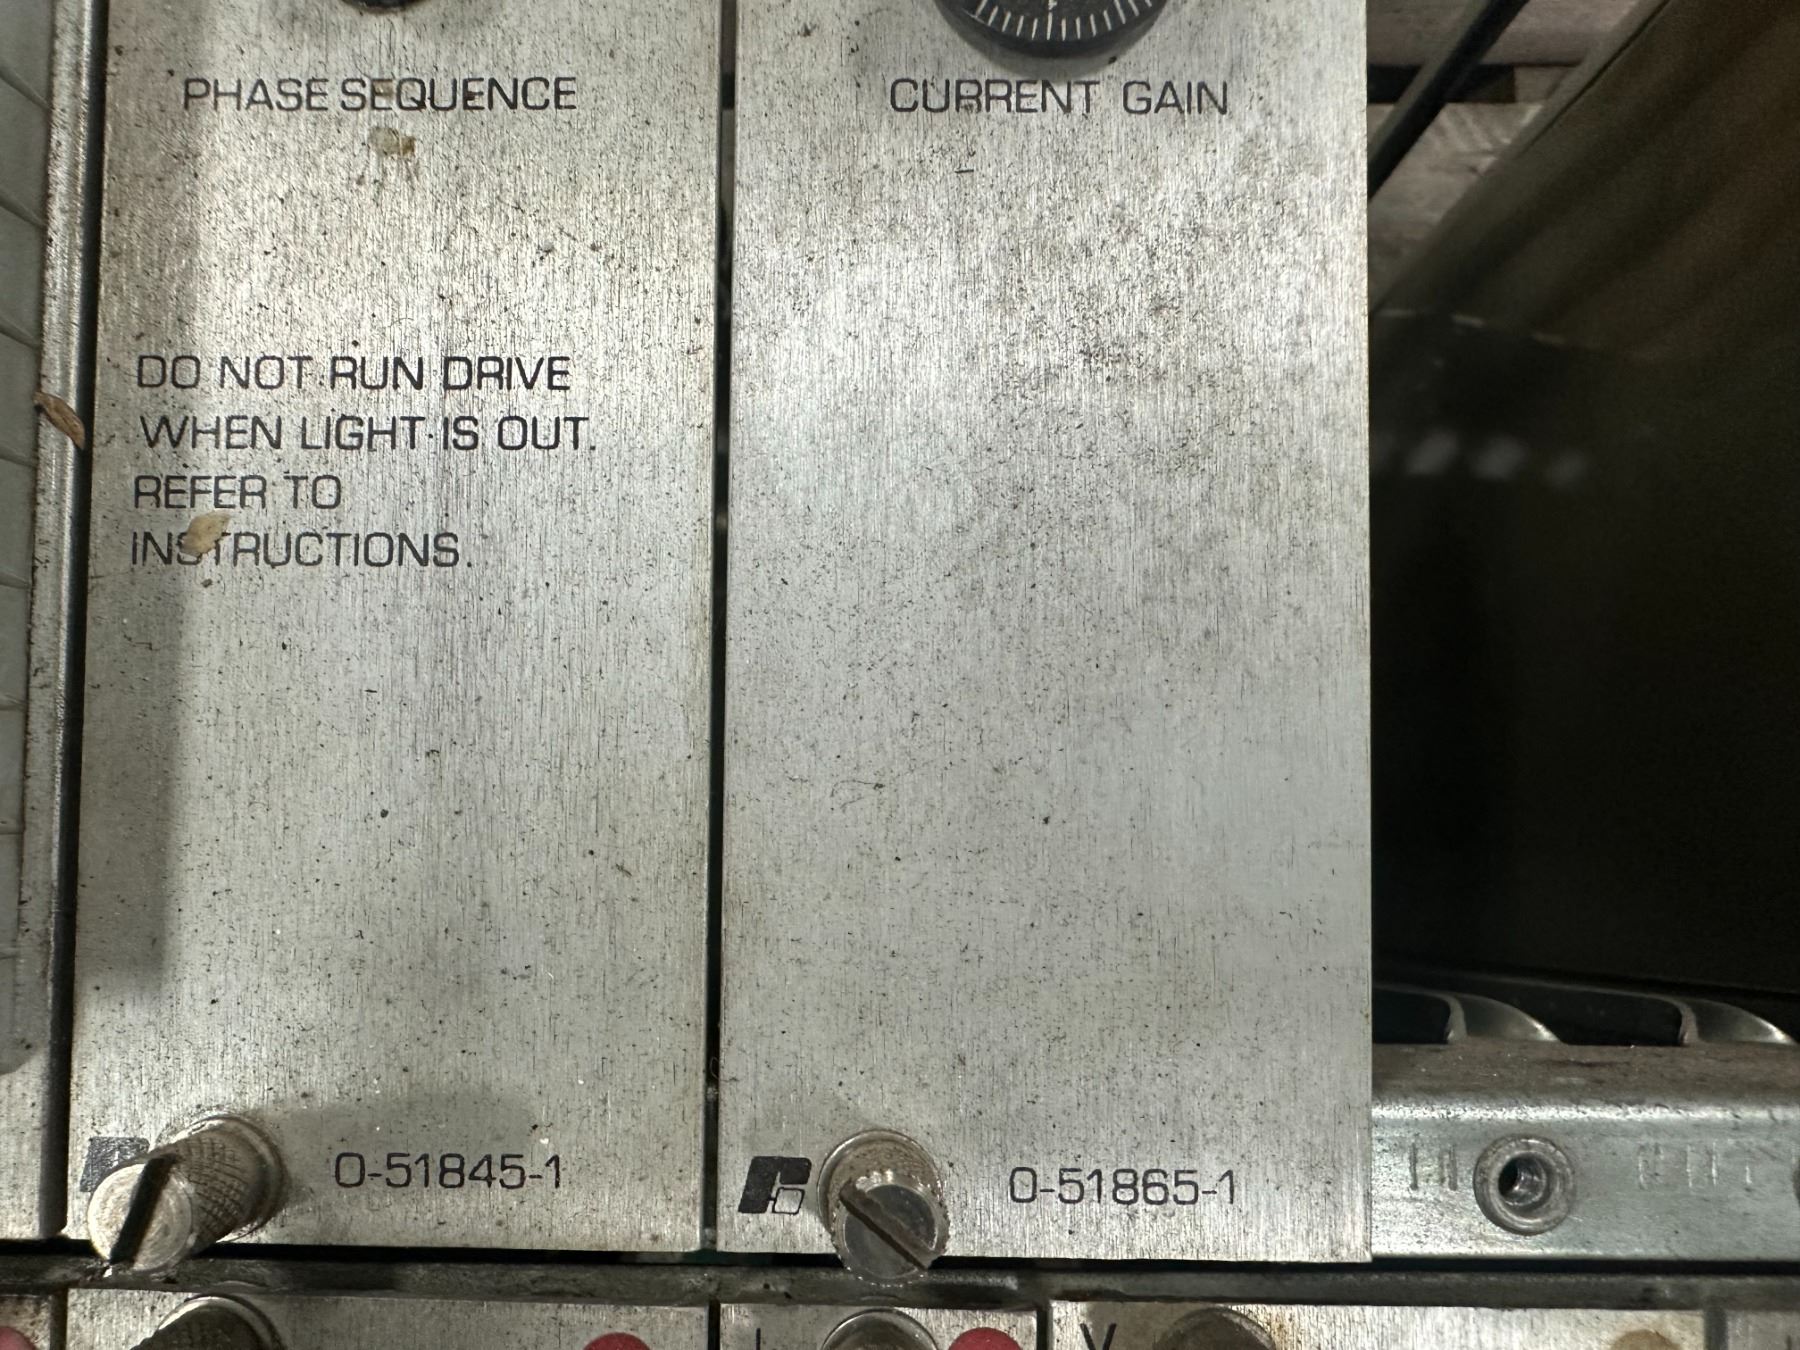 PHASE SEQUENCE
DO NOT RUN DRIVE
WHEN LIGHT IS OUT.
REFER TO
INSTRUCTIONS.
0-51845-1
CURRENT GAIN
0-51865-1
I
V